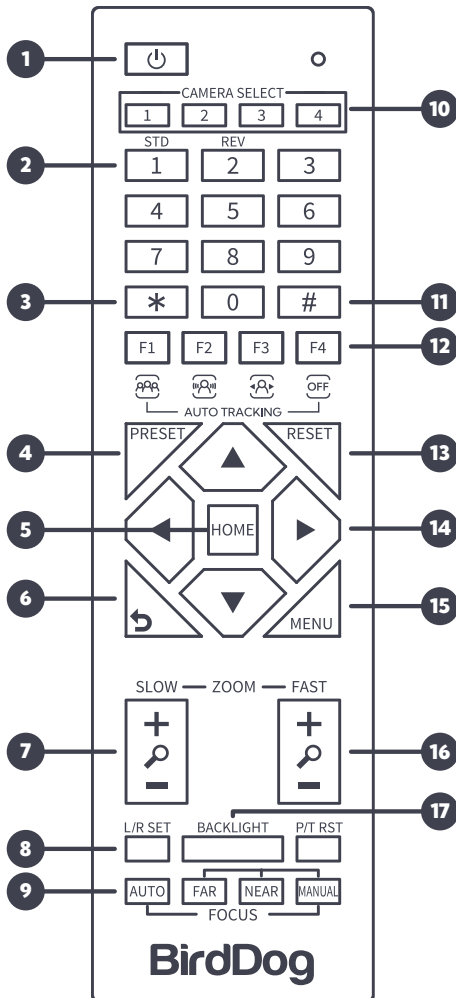 1
CAMERA SELECT
10
1 2 3 4
STD REV
2
1 2 3
4 5 6
7 8 9
3
* 0 #
11
F1 F2 F3 F4
12
OFF
AUTO TRACKING
4
PRESET RESET
13
5
HOME
14
6
MENU
15
SLOW ZOOM FAST
7
+ +
16
- -
17
L/R SET BACKLIGHT P/T RST
8
9
AUTO FAR NEAR MANUAL
FOCUS
BirdDog